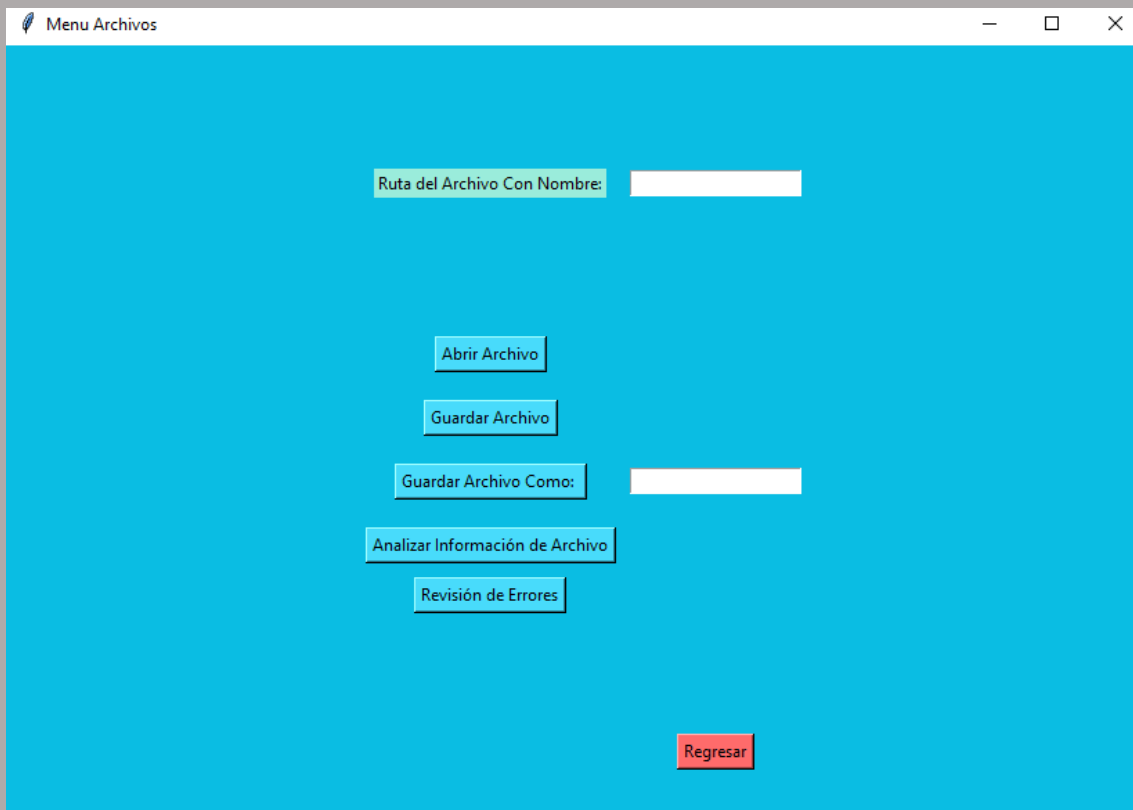 Menu Archivos
Ruta del Archivo Con Nombre:
Abrir Archivo
Guardar Archivo
Guardar Archivo Como:
Analizar Información de Archivo
Revisión de Errores
Regresar